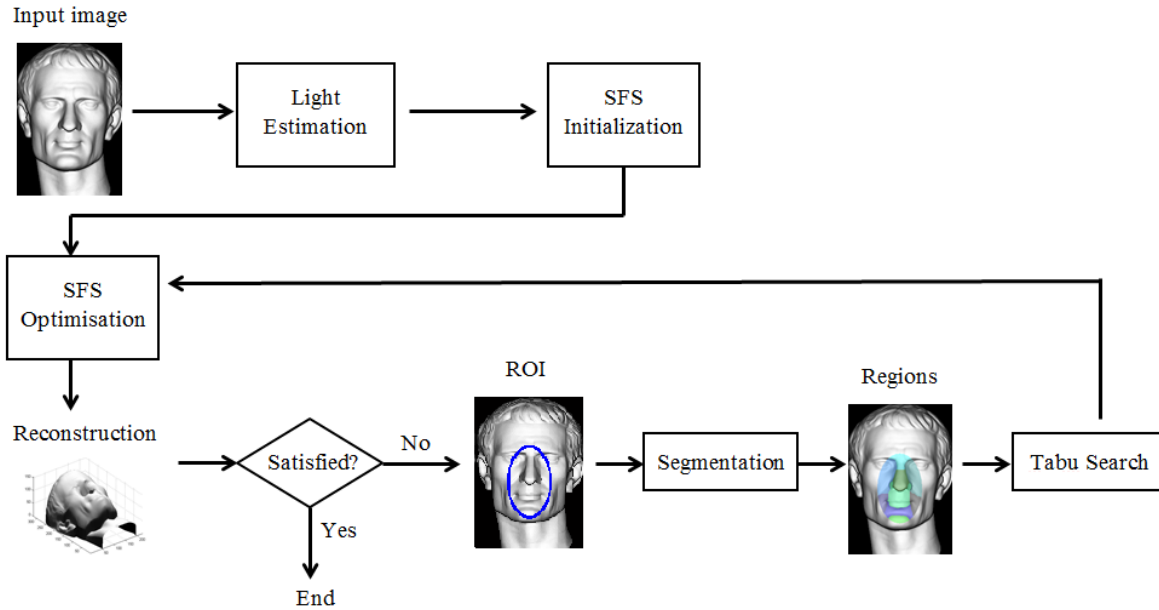 Input image
Light
Estimation
SFS
Initialization
SFS
Optimisation
ROI
Regions
Reconstruction
Satisfied?
No
Segmentation
Tabu Search
Yes
End